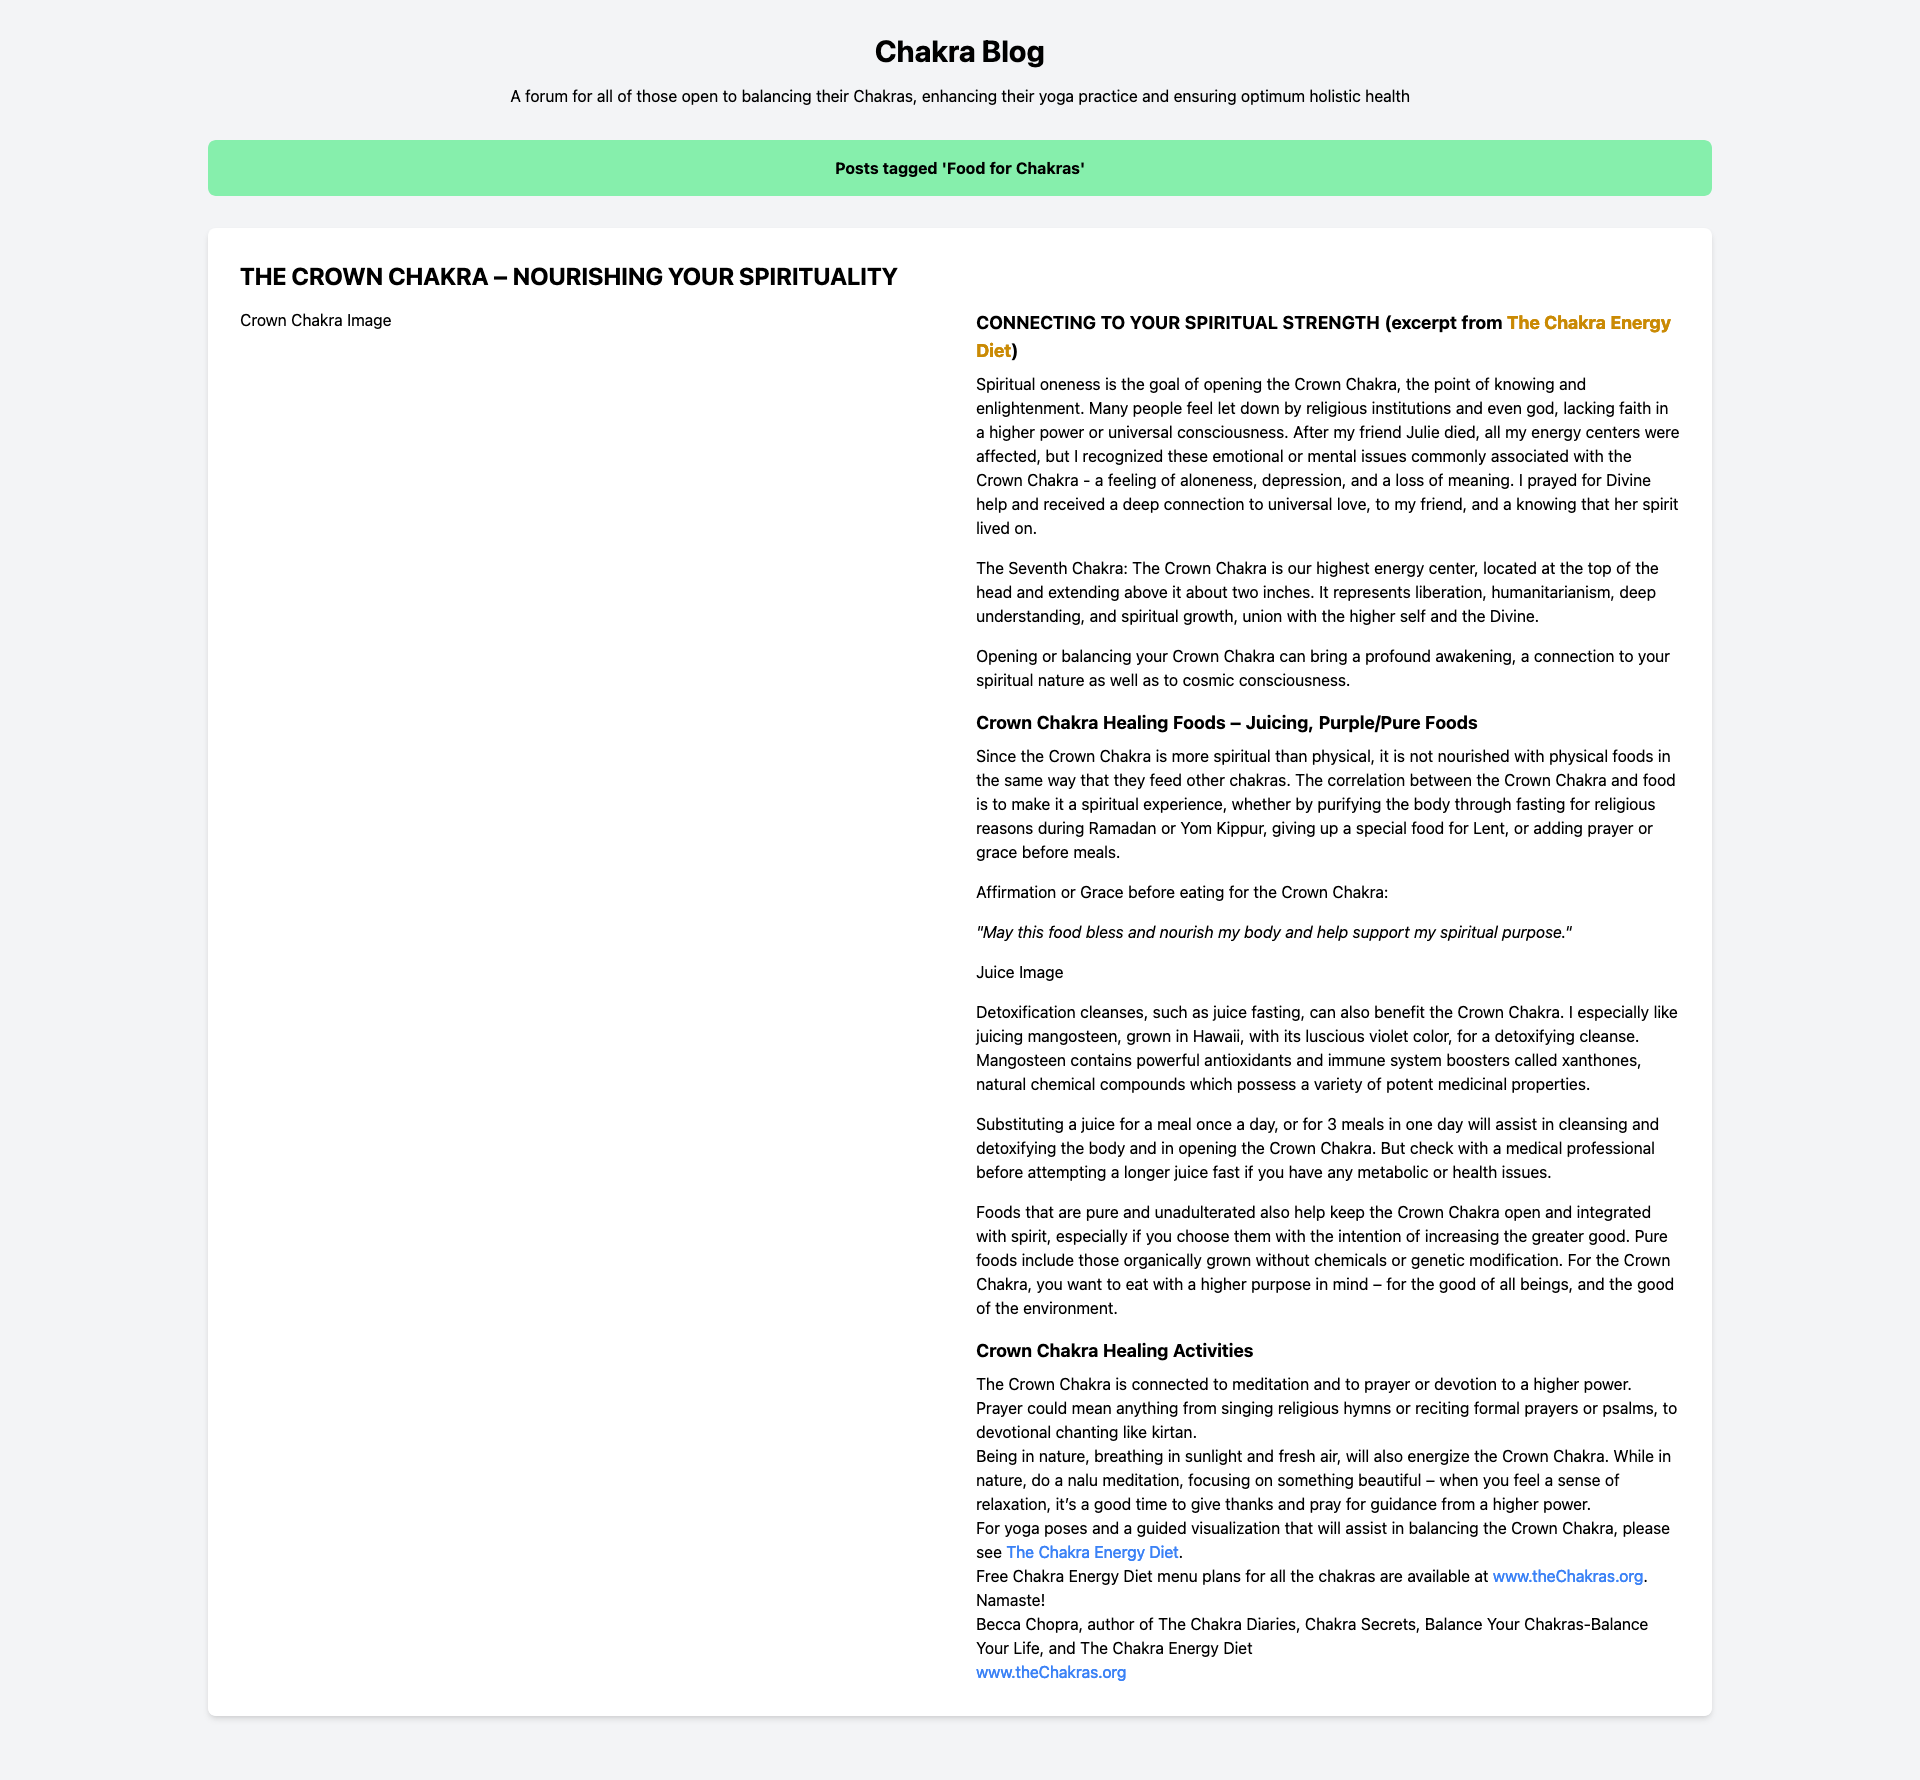 Chakra Blog
A forum for all of those open to balancing their Chakras, enhancing their yoga practice and ensuring optimum holistic health
Posts tagged 'Food for Chakras'
THE CROWN CHAKRA – NOURISHING YOUR SPIRITUALITY
Crown Chakra Image
CONNECTING TO YOUR SPIRITUAL STRENGTH (excerpt from The Chakra Energy
Diet)
Spiritual oneness is the goal of opening the Crown Chakra, the point of knowing and
enlightenment. Many people feel let down by religious institutions and even god, lacking faith in
a higher power or universal consciousness. After my friend Julie died, all my energy centers were
affected, but I recognized these emotional or mental issues commonly associated with the
Crown Chakra - a feeling of aloneness, depression, and a loss of meaning. I prayed for Divine
help and received a deep connection to universal love, to my friend, and a knowing that her spirit
lived on.
The Seventh Chakra: The Crown Chakra is our highest energy center, located at the top of the
head and extending above it about two inches. It represents liberation, humanitarianism, deep
understanding, and spiritual growth, union with the higher self and the Divine.
Opening or balancing your Crown Chakra can bring a profound awakening, a connection to your
spiritual nature as well as to cosmic consciousness.
Crown Chakra Healing Foods – Juicing, Purple/Pure Foods
Since the Crown Chakra is more spiritual than physical, it is not nourished with physical foods in
the same way that they feed other chakras. The correlation between the Crown Chakra and food
is to make it a spiritual experience, whether by purifying the body through fasting for religious
reasons during Ramadan or Yom Kippur, giving up a special food for Lent, or adding prayer or
grace before meals.
Affirmation or Grace before eating for the Crown Chakra:
"May this food bless and nourish my body and help support my spiritual purpose."
Juice Image
Detoxification cleanses, such as juice fasting, can also benefit the Crown Chakra. I especially like
juicing mangosteen, grown in Hawaii, with its luscious violet color, for a detoxifying cleanse.
Mangosteen contains powerful antioxidants and immune system boosters called xanthones,
natural chemical compounds which possess a variety of potent medicinal properties.
Substituting a juice for a meal once a day, or for 3 meals in one day will assist in cleansing and
detoxifying the body and in opening the Crown Chakra. But check with a medical professional
before attempting a longer juice fast if you have any metabolic or health issues.
Foods that are pure and unadulterated also help keep the Crown Chakra open and integrated
with spirit, especially if you choose them with the intention of increasing the greater good. Pure
foods include those organically grown without chemicals or genetic modification. For the Crown
Chakra, you want to eat with a higher purpose in mind – for the good of all beings, and the good
of the environment.
Crown Chakra Healing Activities
The Crown Chakra is connected to meditation and to prayer or devotion to a higher power.
Prayer could mean anything from singing religious hymns or reciting formal prayers or psalms, to
devotional chanting like kirtan.
Being in nature, breathing in sunlight and fresh air, will also energize the Crown Chakra. While in
nature, do a nalu meditation, focusing on something beautiful – when you feel a sense of
relaxation, it's a good time to give thanks and pray for guidance from a higher power.
For yoga poses and a guided visualization that will assist in balancing the Crown Chakra, please
see The Chakra Energy Diet.
Free Chakra Energy Diet menu plans for all the chakras are available at www.theChakras.org.
Namaste!
Becca Chopra, author of The Chakra Diaries, Chakra Secrets, Balance Your Chakras-Balance
Your Life, and The Chakra Energy Diet
www.theChakras.org